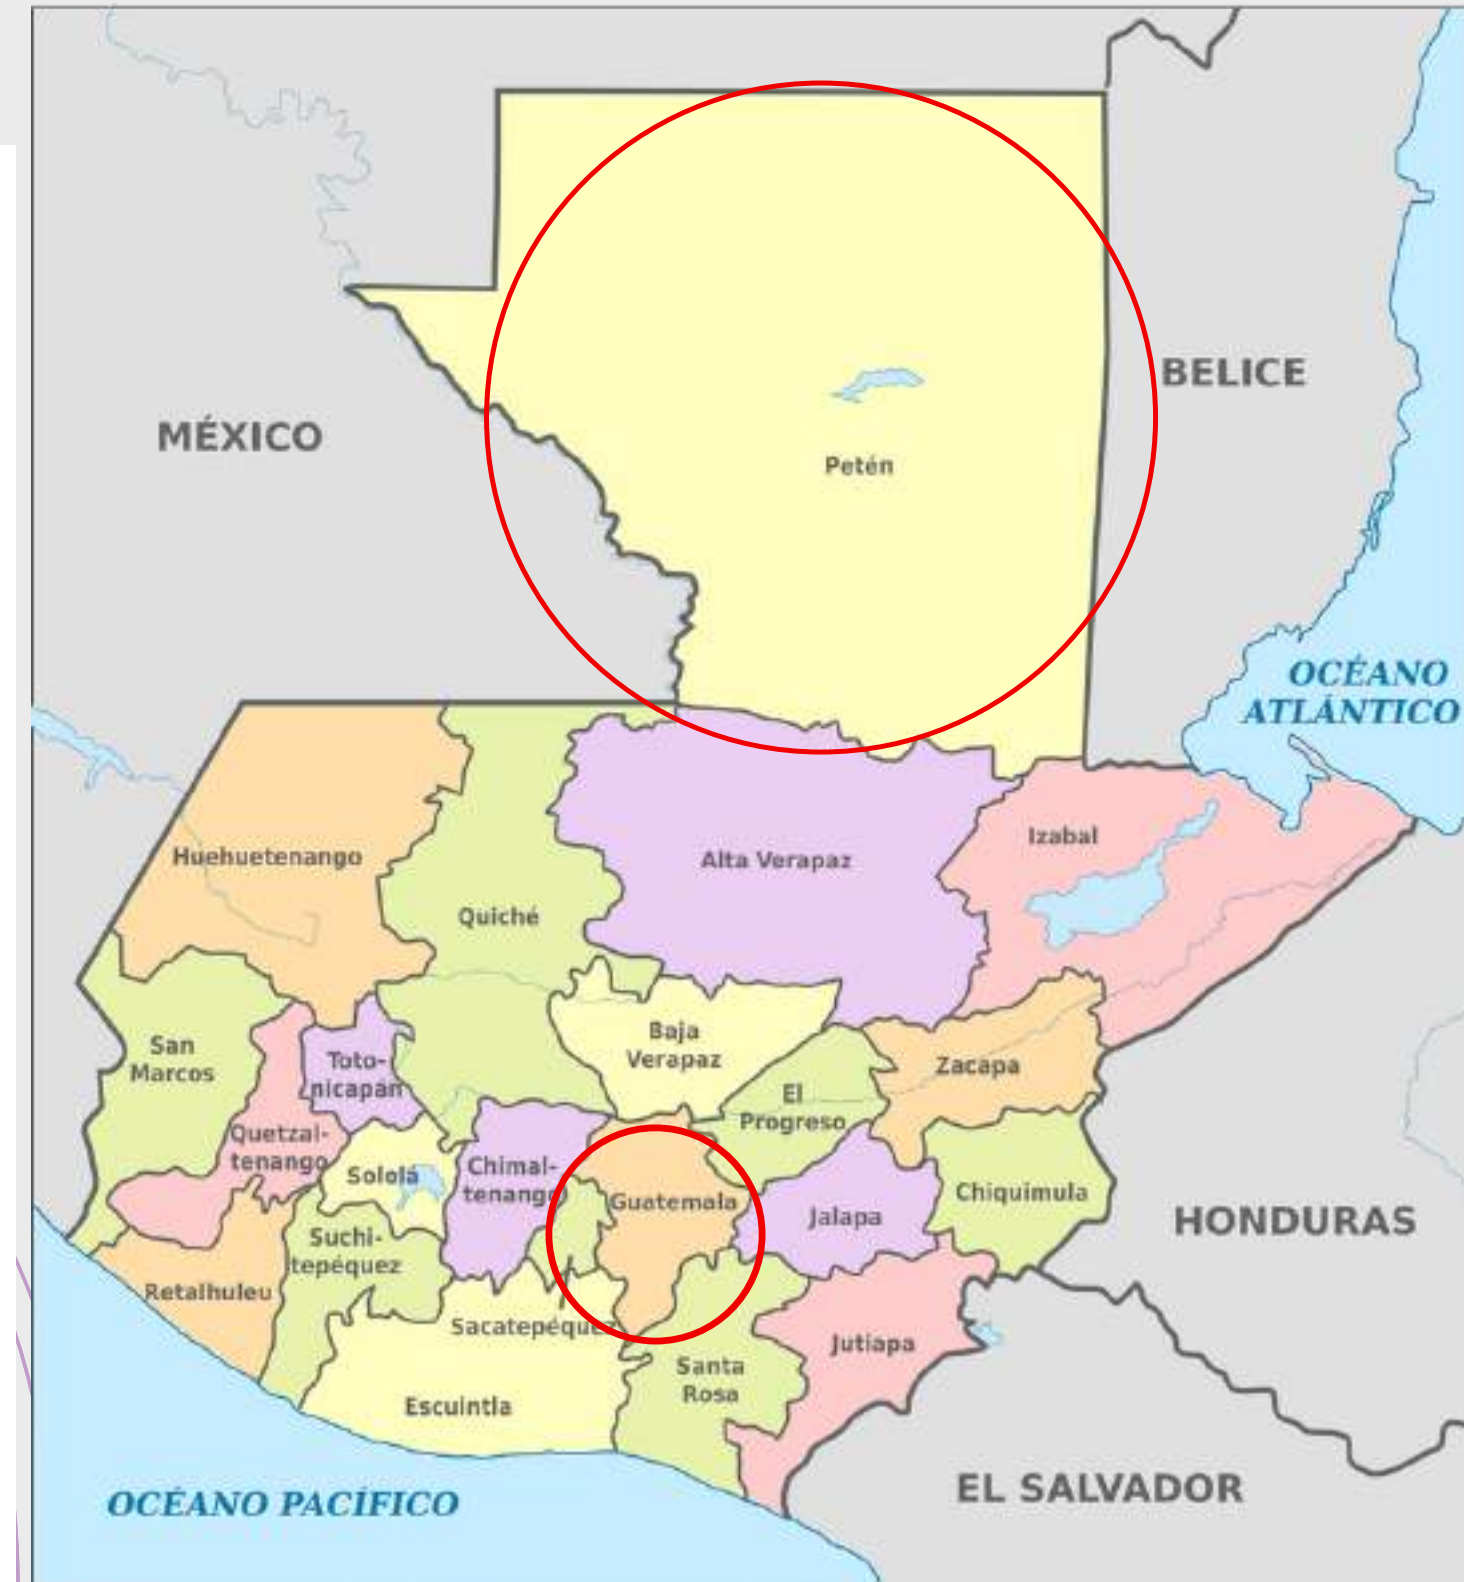 BELICE
MÉXICO
Petén
OCÉANO
ATLÁNTICO
Izabal
Huehuetenango
Alta Verapaz
Quiché
Baja
Verapaz
San
Marcos
Toto-
nicapán
Zacapa
El
Progreso
Quetzal-
tenango
Sololá
Chimal-
tenango
Guatemala
Jalapa
Chiquimula
HONDURAS
Suchi-
tepéquez
Retalhuleu
Sacatepéquez
Jutiapa
Santa
Rosa
Escuintla
EL SALVADOR
OCÉANO PACÍFICO